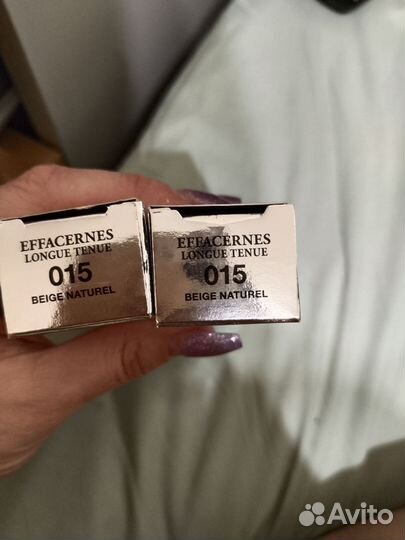 EFFACERNES
LONGUE TENUE
015
BEIGE NATUREL
EFFACERNES
LONGUE TENUE
015
BEIGE NATUREL
Avito